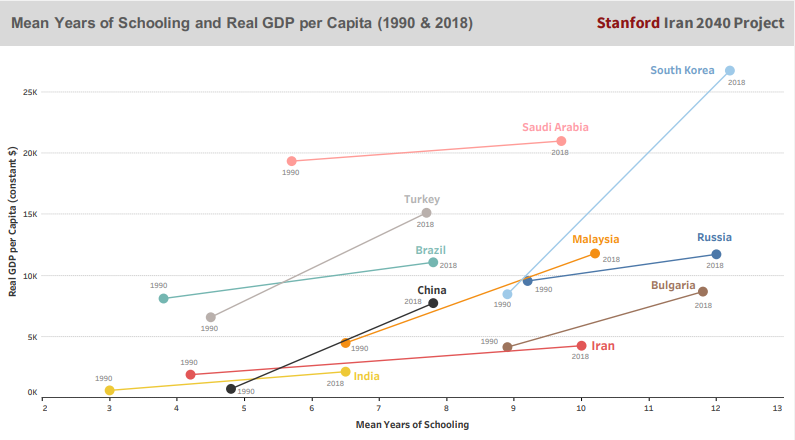 Mean Years of Schooling and Real GDP per Capita (1990 & 2018)
Stanford Iran 2040 Project
Real GDP per Capita (constant $)
25K
20K
15K
10K
5K
0K
South Korea
2018
1990
Saudi Arabia
2018
1990
Turkey
2018
1990
Brazil
2018
1990
Malaysia
2018
1990
Russia
2018
1990
China
2018
1990
Bulgaria
2018
1990
Iran
2018
1990
India
2018
1990
2 3 4 5 6 7 8 9 10 11 12 13
Mean Years of Schooling